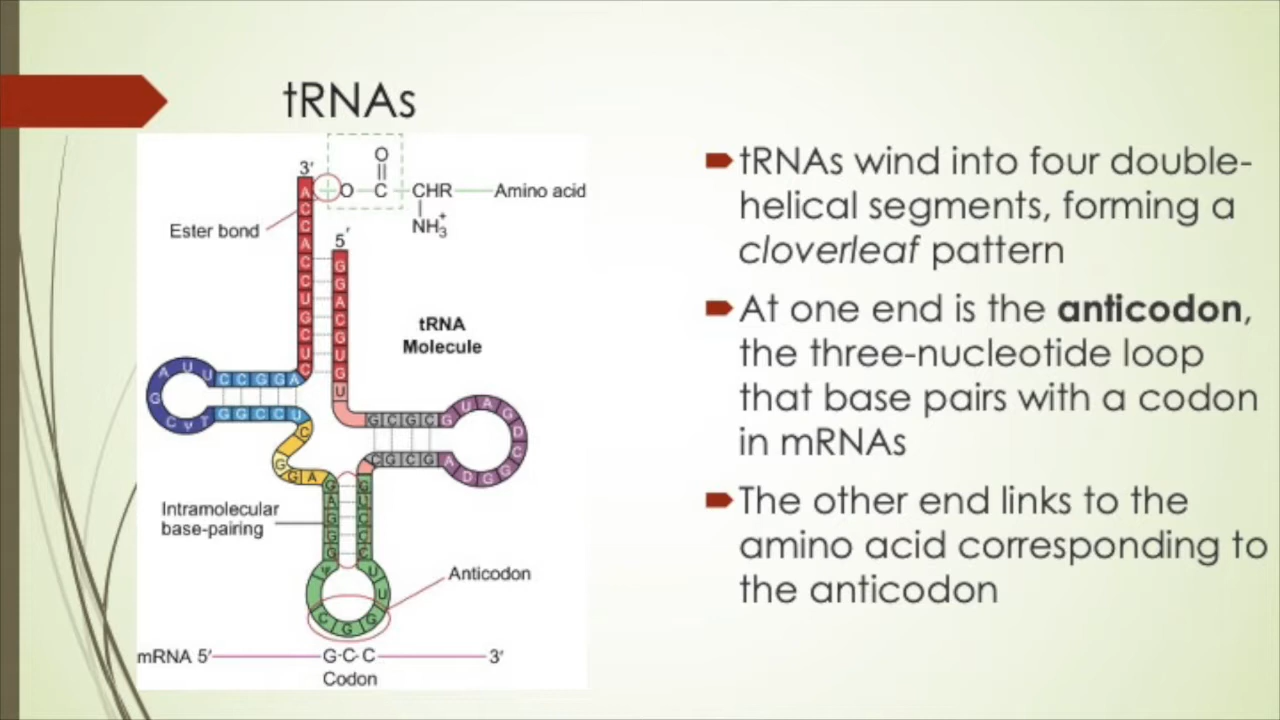 tRNAs
3′
O
O
C
CHR
Amino acid
NH3+
Ester bond
5′
A
C
C
A
C
C
U
G
C
U
C
G
G
A
C
G
U
G
U
tRNA
Molecule
A U U C C G G A
G
C Ψ T G G C C U
C
G
G A
G C G C G U A G
D
C
C G C G A D G G
G
A
G
G
G
Ψ
U
U
C G G
Intramolecular
base-pairing
Anticodon
mRNA 5′
G-C-C
3′
Codon
tRNAs wind into four double-
helical segments, forming a
cloverleaf pattern
At one end is the anticodon,
the three-nucleotide loop
that base pairs with a codon
in mRNAs
The other end links to the
amino acid corresponding to
the anticodon